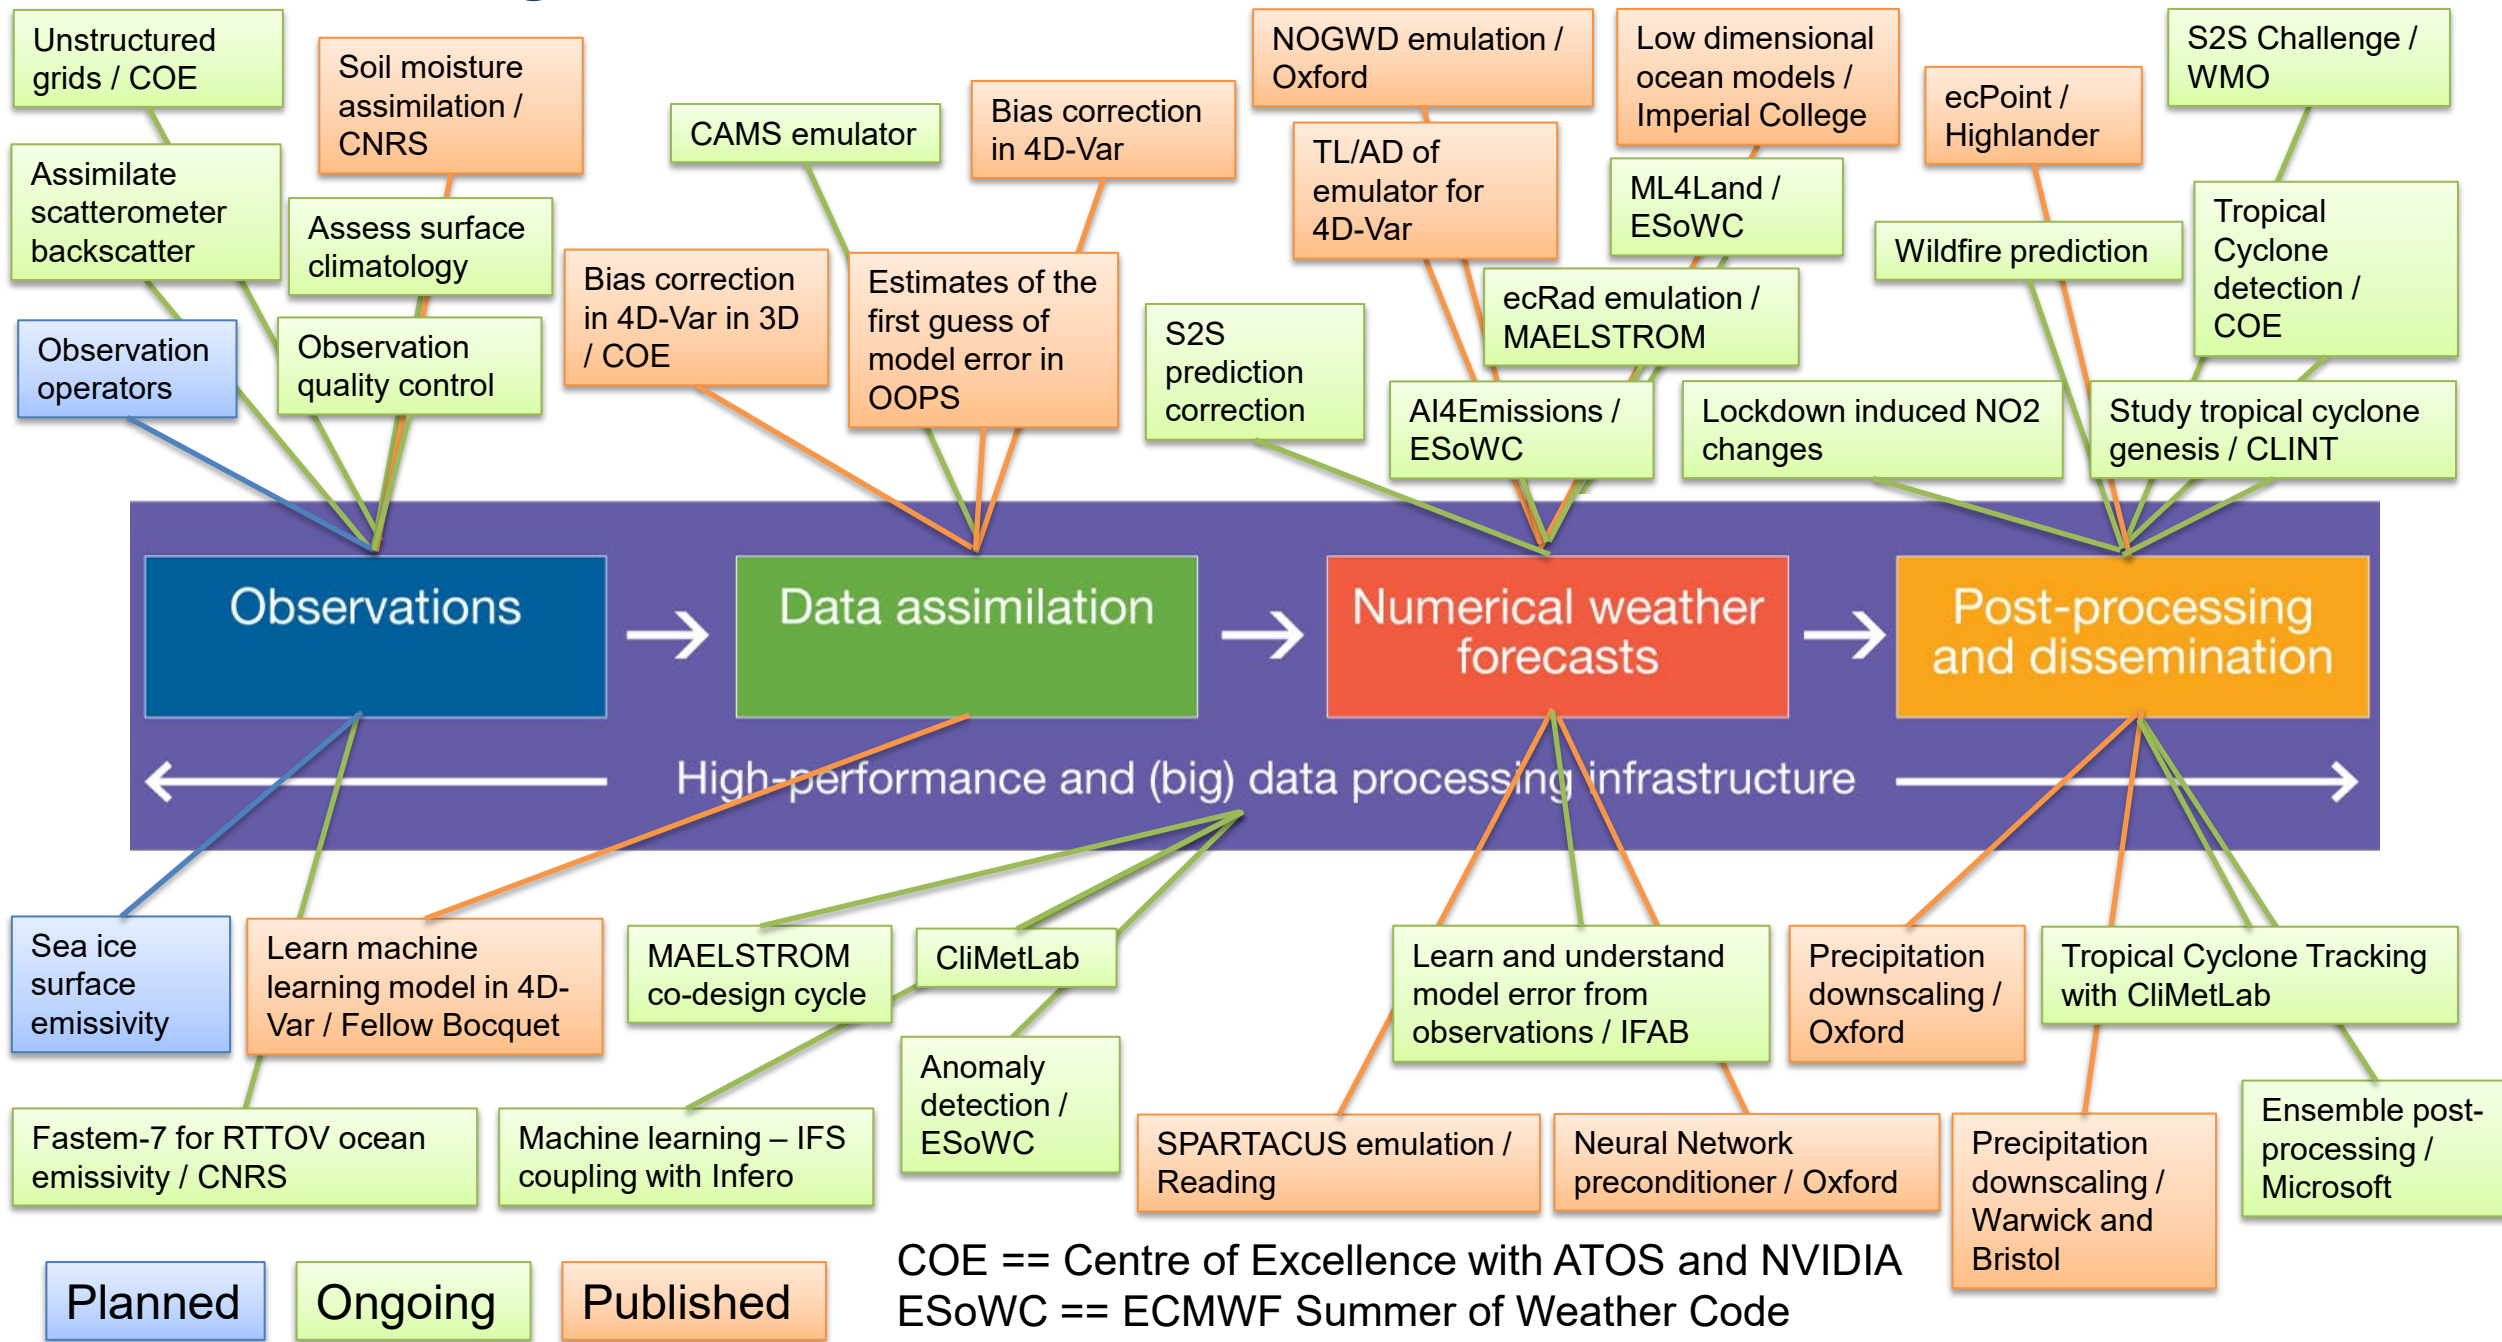 Unstructured
grids / COE
Soil moisture
assimilation /
CNRS
Assimilate
scatterometer
backscatter
Assess surface
climatology
Observation
operators
Observation
quality control
CAMS emulator
Bias correction
in 4D-Var
Bias correction
in 4D-Var in 3D
/ COE
Estimates of the
first guess of
model error in
OOPS
NOGWD emulation /
Oxford
Low dimensional
ocean models /
Imperial College
TL/AD of
emulator for
4D-Var
ML4Land /
ESoWC
ecRad emulation /
MAELSTROM
S2S
prediction
correction
AI4Emissions /
ESoWC
ecPoint /
Highlander
S2S Challenge /
WMO
Wildfire prediction
Tropical
Cyclone
detection /
COE
Lockdown induced NO2
changes
Study tropical cyclone
genesis / CLINT
Observations
Data assimilation
Numerical weather
forecasts
Post-processing
and dissemination
High-performance and (big) data processing infrastructure
Sea ice
surface
emissivity
Learn machine
learning model in 4D-
Var / Fellow Bocquet
MAELSTROM
co-design cycle
CliMetLab
Learn and understand
model error from
observations / IFAB
Precipitation
downscaling /
Oxford
Tropical Cyclone Tracking
with CliMetLab
Fastem-7 for RTTOV ocean
emissivity / CNRS
Machine learning – IFS
coupling with Infero
Anomaly
detection /
ESoWC
SPARTACUS emulation /
Reading
Neural Network
preconditioner / Oxford
Precipitation
downscaling /
Warwick and
Bristol
Ensemble post-
processing /
Microsoft
Planned
Ongoing
Published
COE == Centre of Excellence with ATOS and NVIDIA
ESoWC == ECMWF Summer of Weather Code